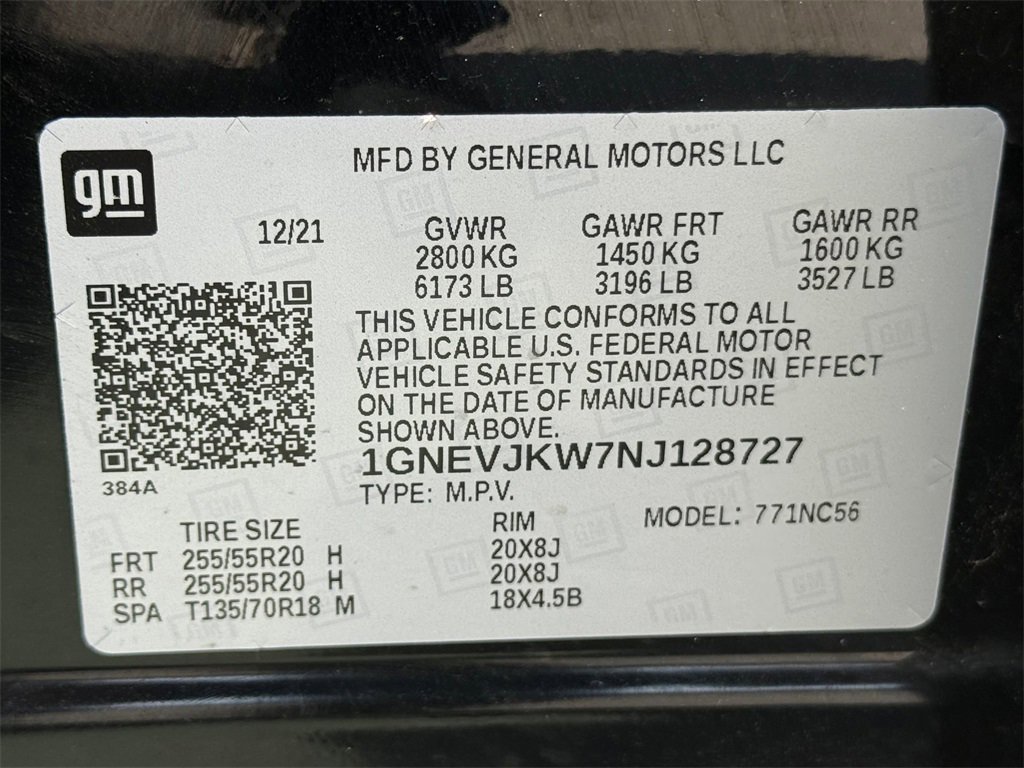 gm
MFD BY GENERAL MOTORS LLC
12/21 GVWR GAWR FRT GAWR RR
2800 KG 1450 KG 1600 KG
6173 LB 3196 LB 3527 LB
THIS VEHICLE CONFORMS TO ALL
APPLICABLE U.S. FEDERAL MOTOR
VEHICLE SAFETY STANDARDS IN EFFECT
ON THE DATE OF MANUFACTURE
SHOWN ABOVE.
1GNEVJKW7NJ128727
384A
TYPE: M.P.V.
MODEL: 771NC56
TIRE SIZE RIM
FRT 255/55R20 H 20X8J
RR 255/55R20 H 20X8J
SPA T135/70R18 M 18X4.5B